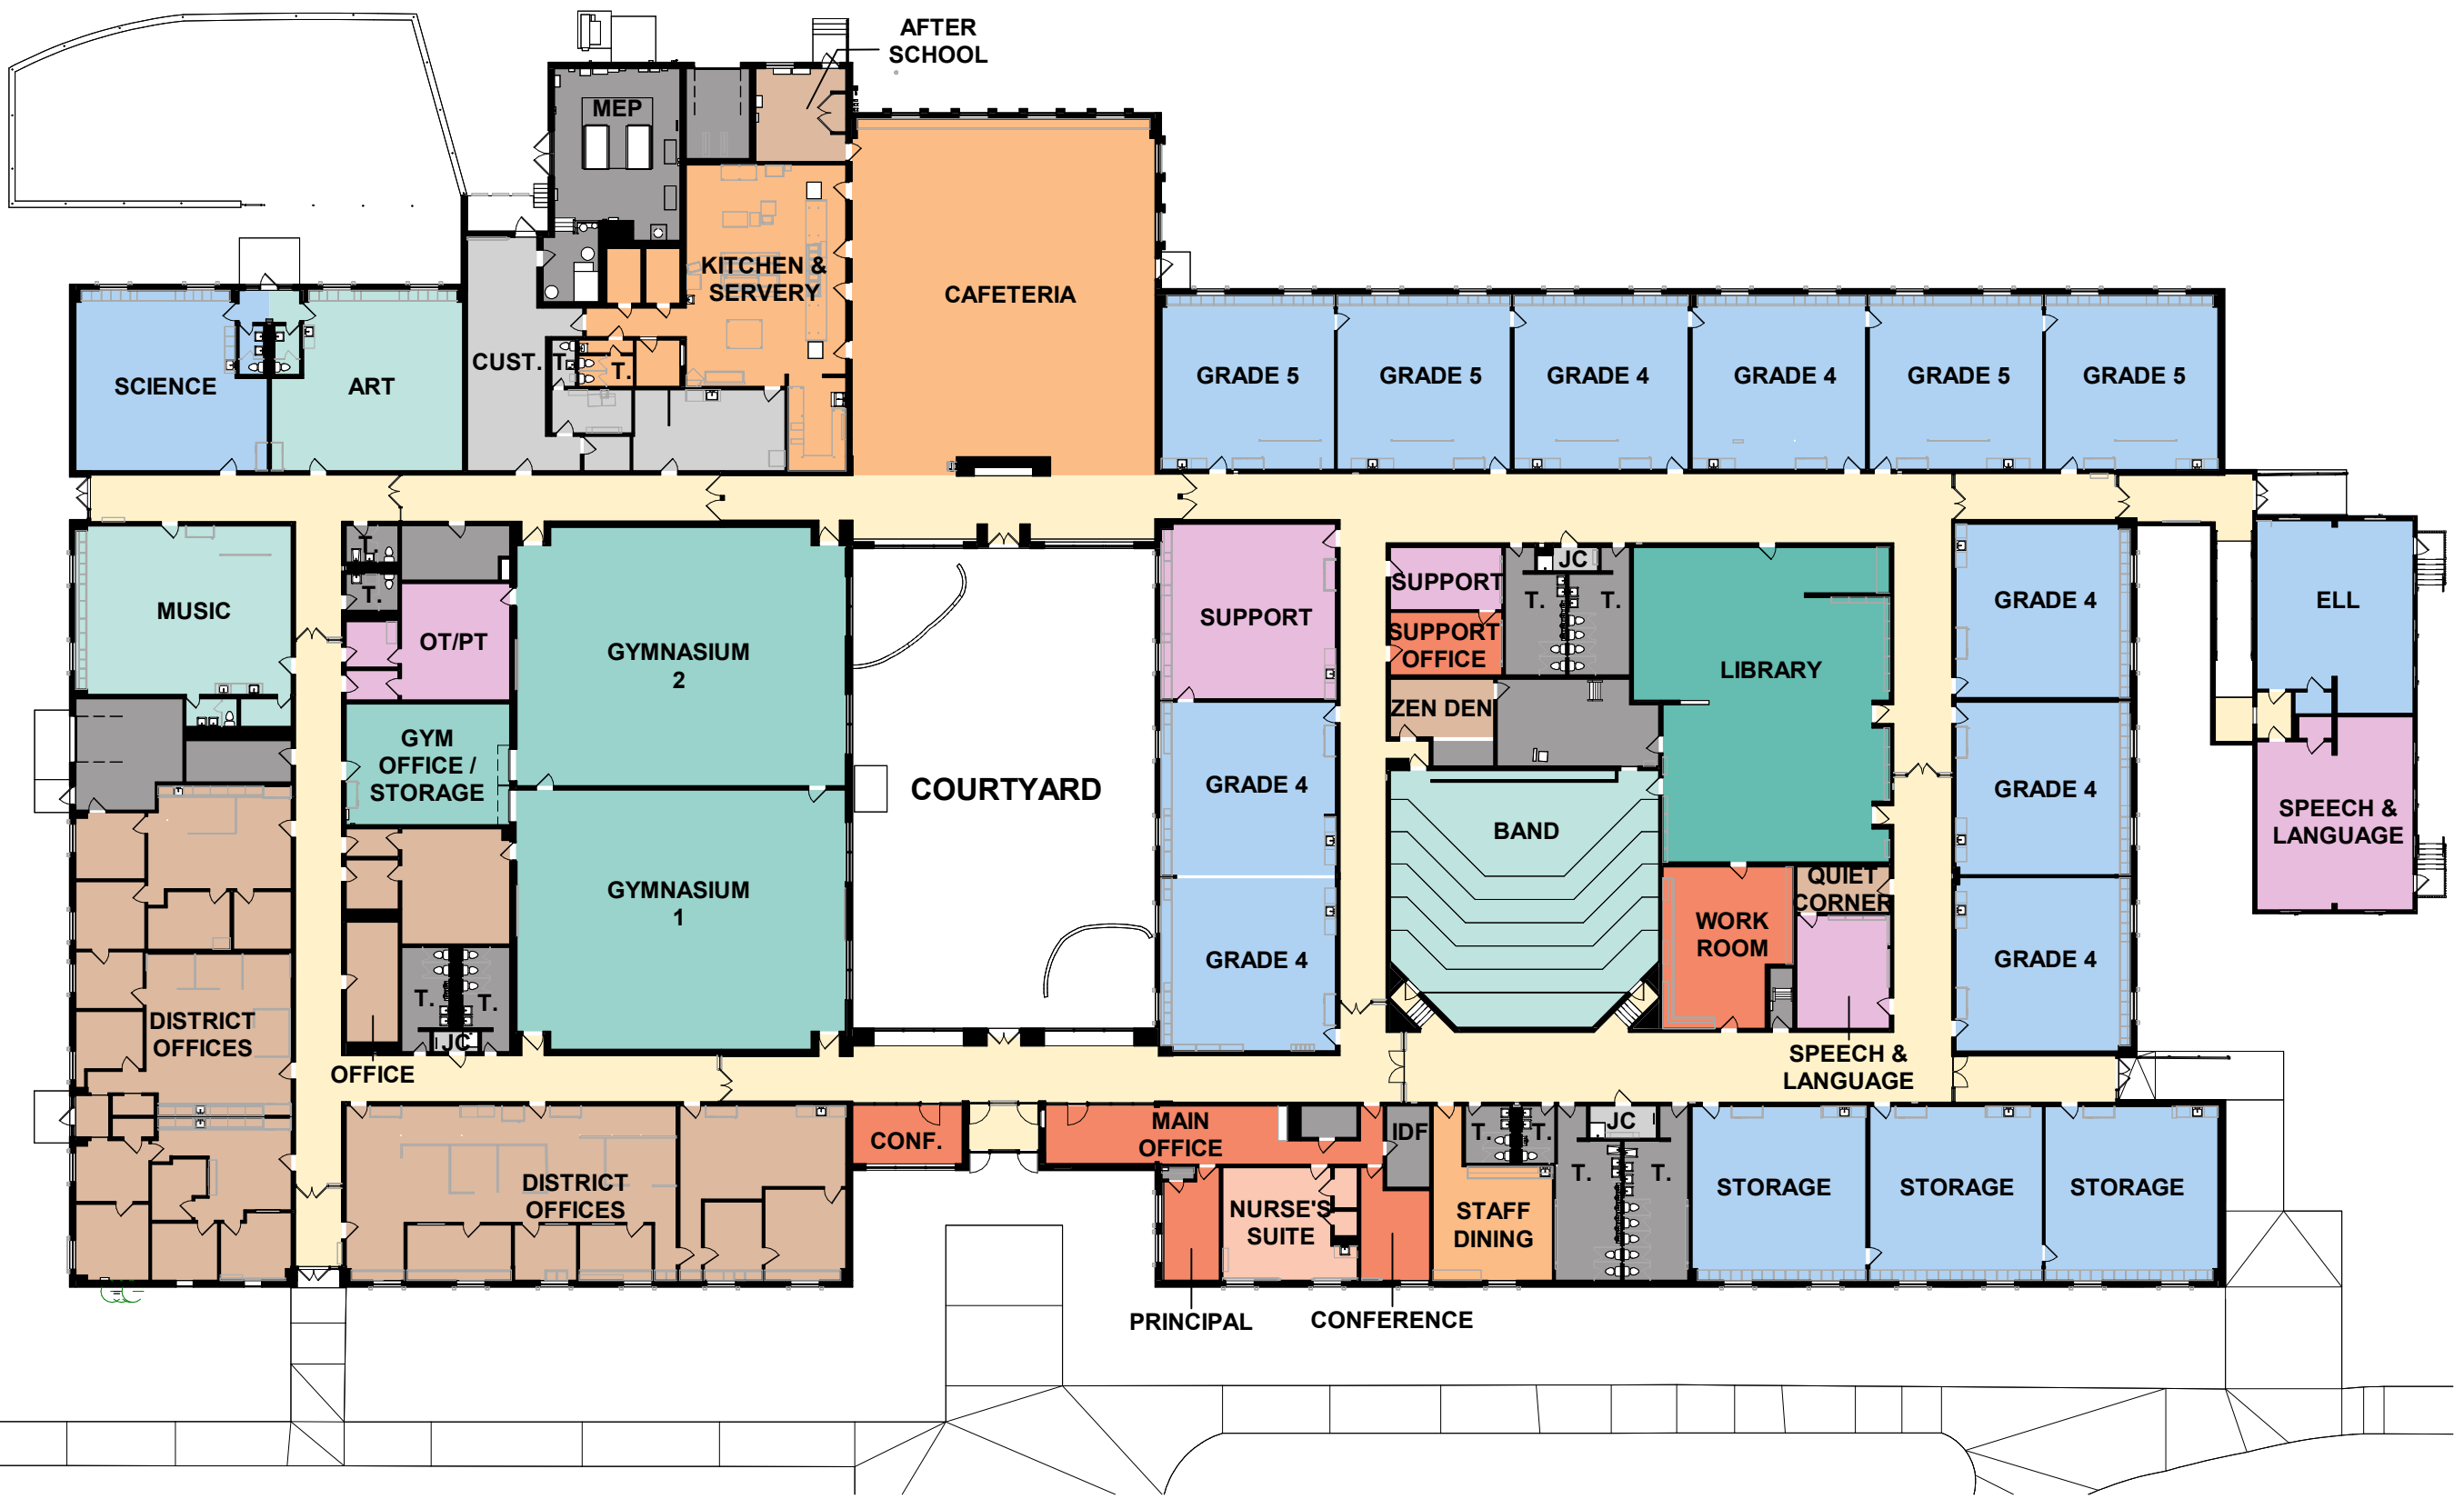 AFTER
SCHOOL
MEP
KITCHEN &
SERVERY
CAFETERIA
SCIENCE
ART
CUST.
T.
T.
GRADE 5
GRADE 5
GRADE 4
GRADE 4
GRADE 5
GRADE 5
MUSIC
T.
T.
OT/PT
GYMNASIUM
2
GYM
OFFICE /
STORAGE
GYMNASIUM
1
COURTYARD
SUPPORT
GRADE 4
GRADE 4
SUPPORT
SUPPORT
OFFICE
ZEN DEN
JC
T.
T.
LIBRARY
BAND
WORK
ROOM
QUIET
CORNER
SPEECH &
LANGUAGE
GRADE 4
GRADE 4
GRADE 4
ELL
SPEECH &
LANGUAGE
DISTRICT
OFFICES
OFFICE
T.
T.
JC
DISTRICT
OFFICES
CONF.
MAIN
OFFICE
IDF
T.
T.
JC
T.
T.
NURSE'S
SUITE
STAFF
DINING
STORAGE
STORAGE
STORAGE
PRINCIPAL
CONFERENCE